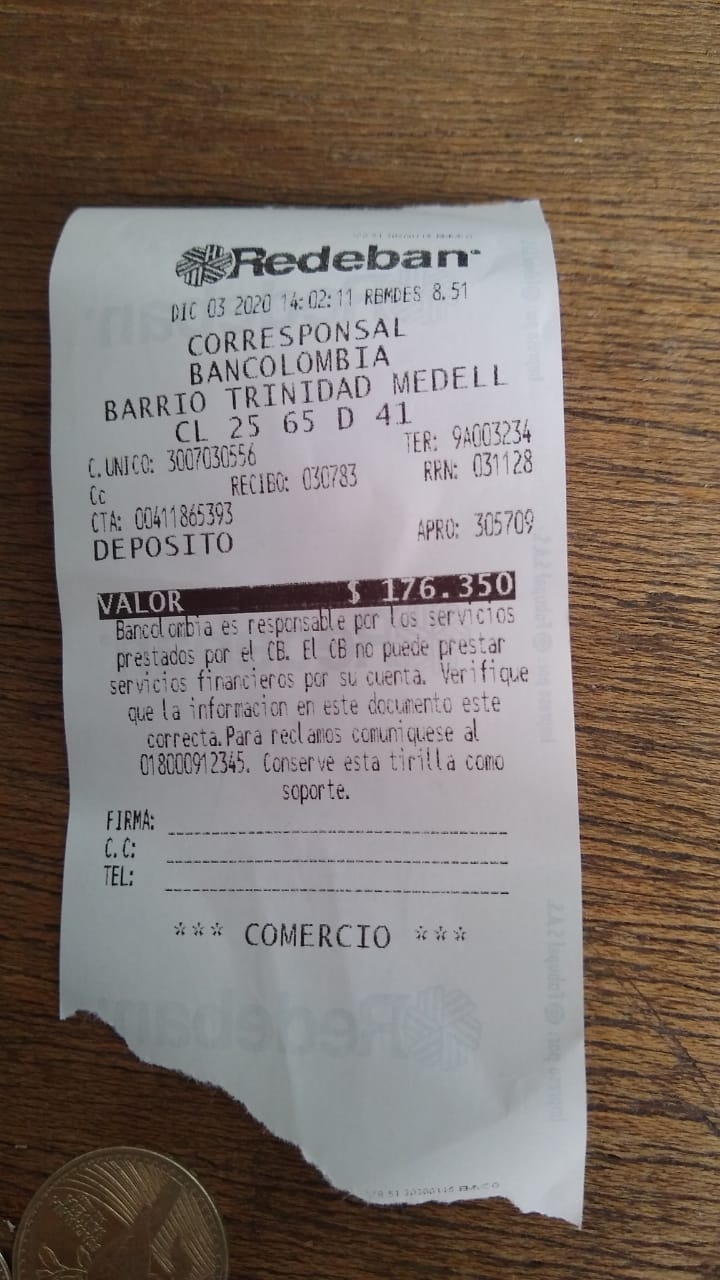 Redeban
DIC 03 2020 14:02:11 RBMDES 8.51
CORRESPONSAL
BANCOLOMBIA
BARRIO TRINIDAD MEDELL
CL 25 65 D 41
C.UNICO: 3007030556 TER: 9A003234
Cc RECIBO: 030783 RRN: 031128
CTA: 00411865393
DEPOSITO APRO: 305709
VALOR $ 176.350
Bancolombia es responsable por los servicios
prestados por el CB. El CB no puede prestar
servicios financieros por su cuenta. Verifique
que la informacion en este documento este
correcta.Para reclamos comuniquese al
018000912345. Conserve esta tirilla como
soporte.
FIRMA:
C.C:
TEL:
*** COMERCIO ***